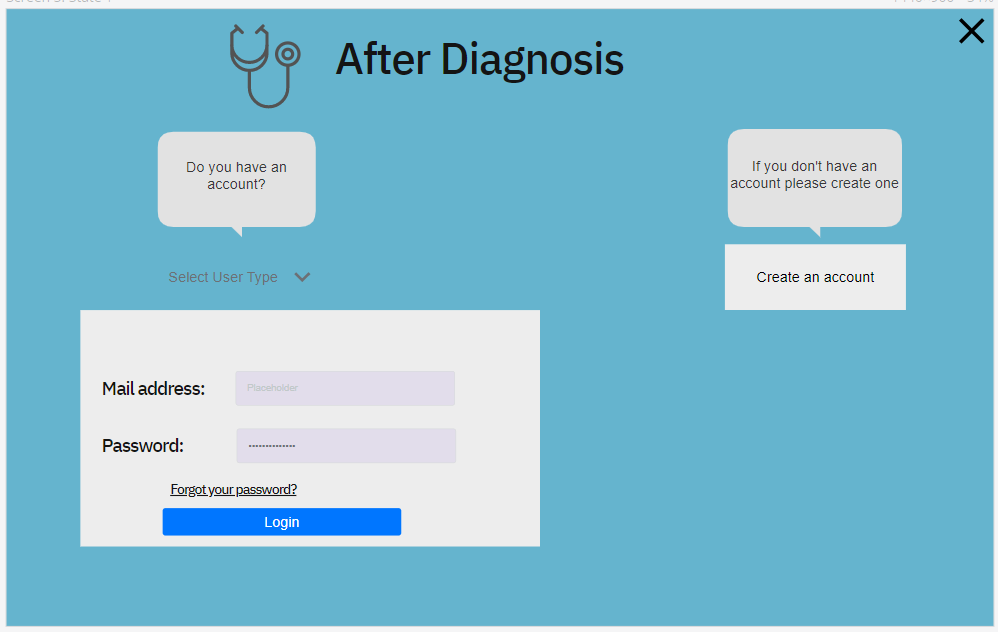 After Diagnosis
Do you have an
account?
If you don't have an
account please create one
Select User Type
Create an account
Mail address:
Placeholder
Password:
Forgot your password?
Login